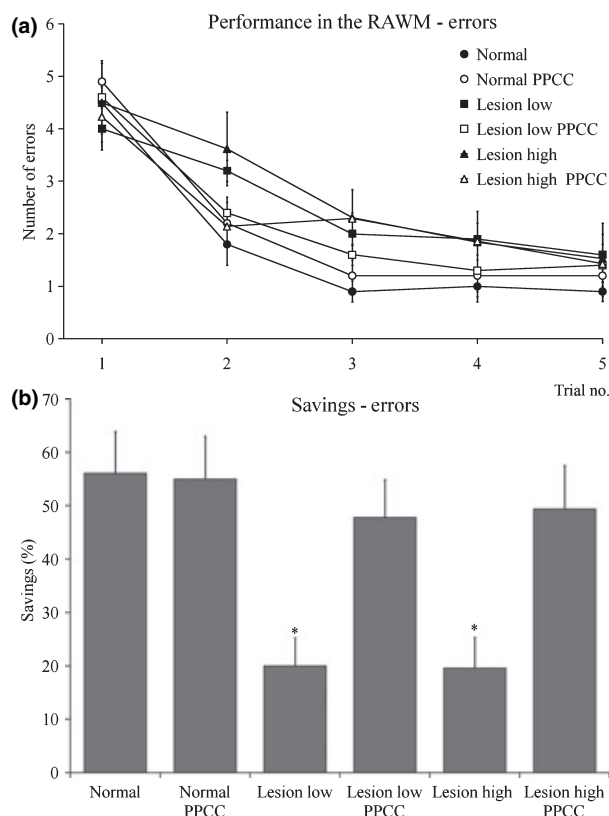 (a)
Performance in the RAWM - errors
Normal
Normal PPCC
Lesion low
Lesion low PPCC
Lesion high
Lesion high PPCC
Number of errors
6
5
4
3
2
1
0
1 2 3 4 5
Trial no.
(b)
Savings - errors
Savings (%)
70
60
50
40
30
20
10
0
*
*
Normal Normal PPCC Lesion low Lesion low PPCC Lesion high Lesion high PPCC